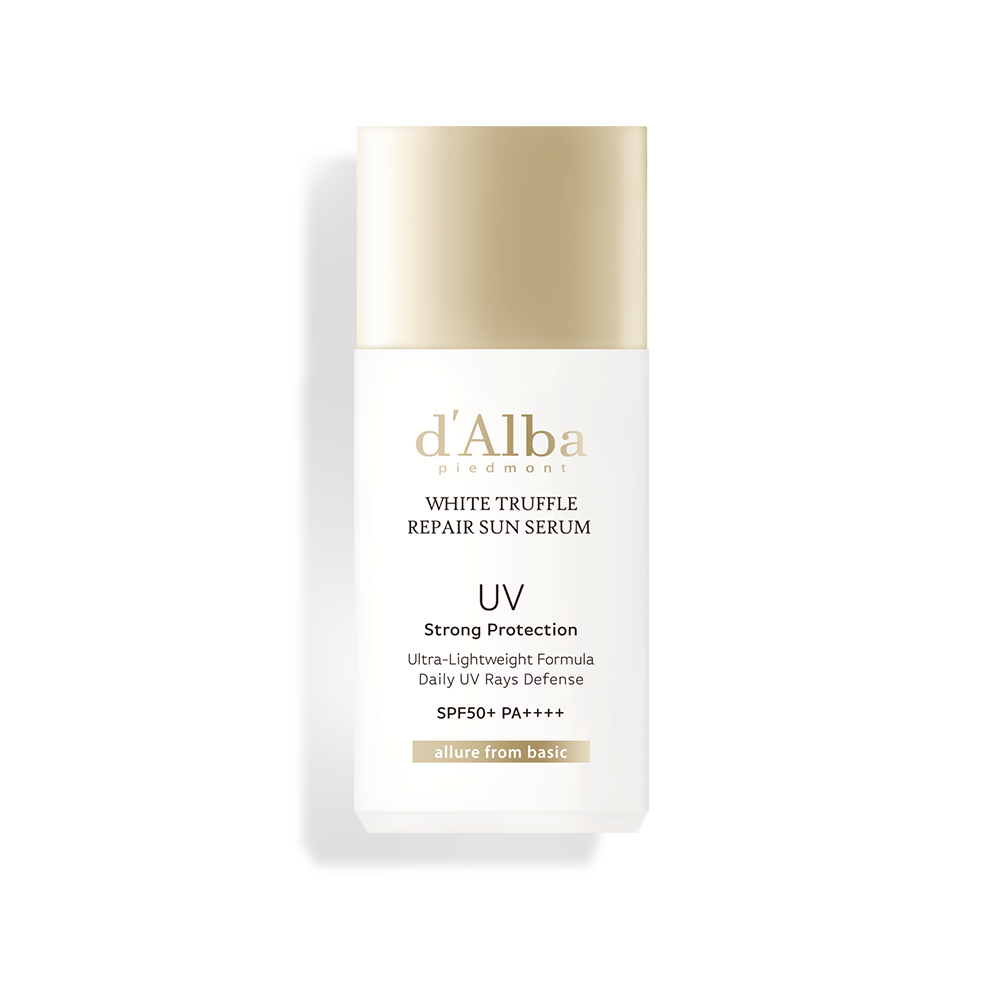 d'Alba
piedmont
WHITE TRUFFLE
REPAIR SUN SERUM
UV
Strong Protection
Ultra-Lightweight Formula
Daily UV Rays Defense
SPF50+ PA++++
allure from basic